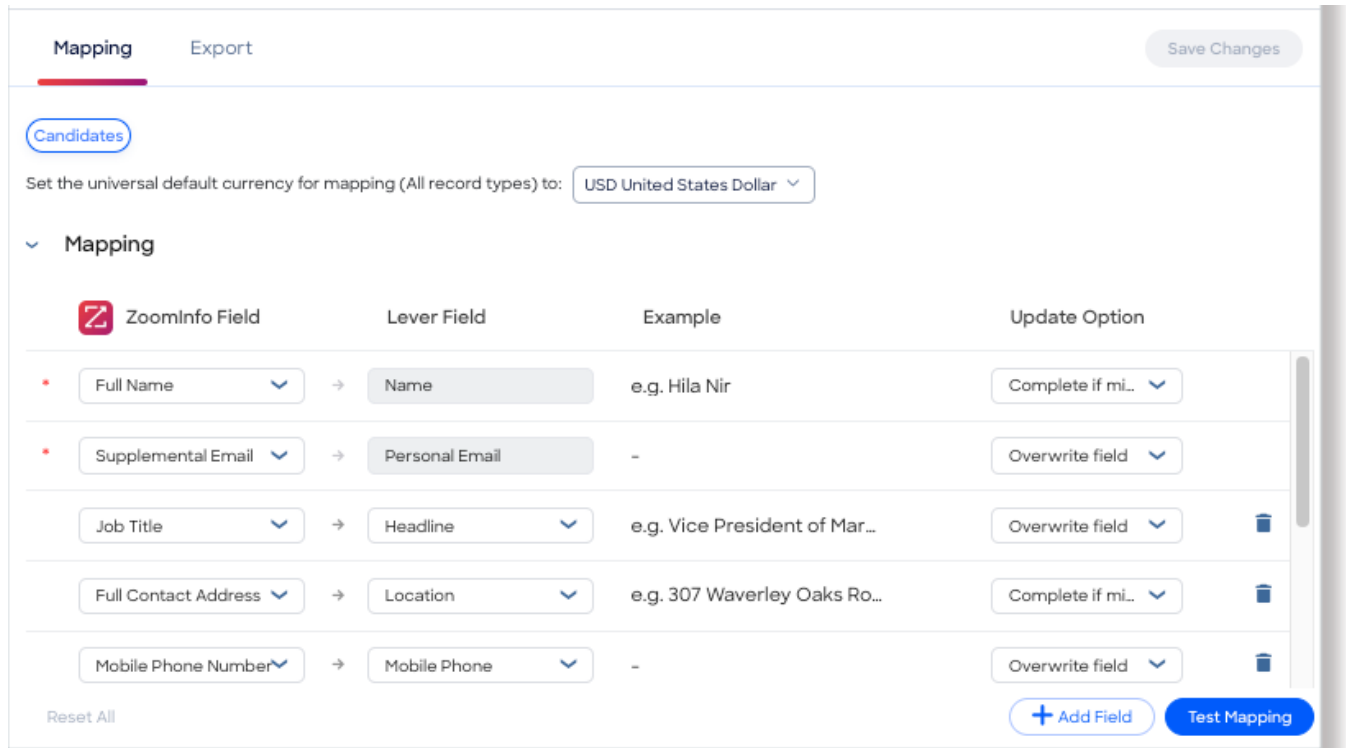 Mapping Export Save Changes
Candidates
Set the universal default currency for mapping (All record types) to: USD United States Dollar
Mapping
ZoomInfo Field Lever Field Example Update Option
* Full Name → Name e.g. Hila Nir Complete if mi...
* Supplemental Email → Personal Email – Overwrite field
Job Title → Headline e.g. Vice President of Mar... Overwrite field
Full Contact Address → Location e.g. 307 Waverley Oaks Ro... Complete if mi...
Mobile Phone Number → Mobile Phone – Overwrite field
Reset All + Add Field Test Mapping